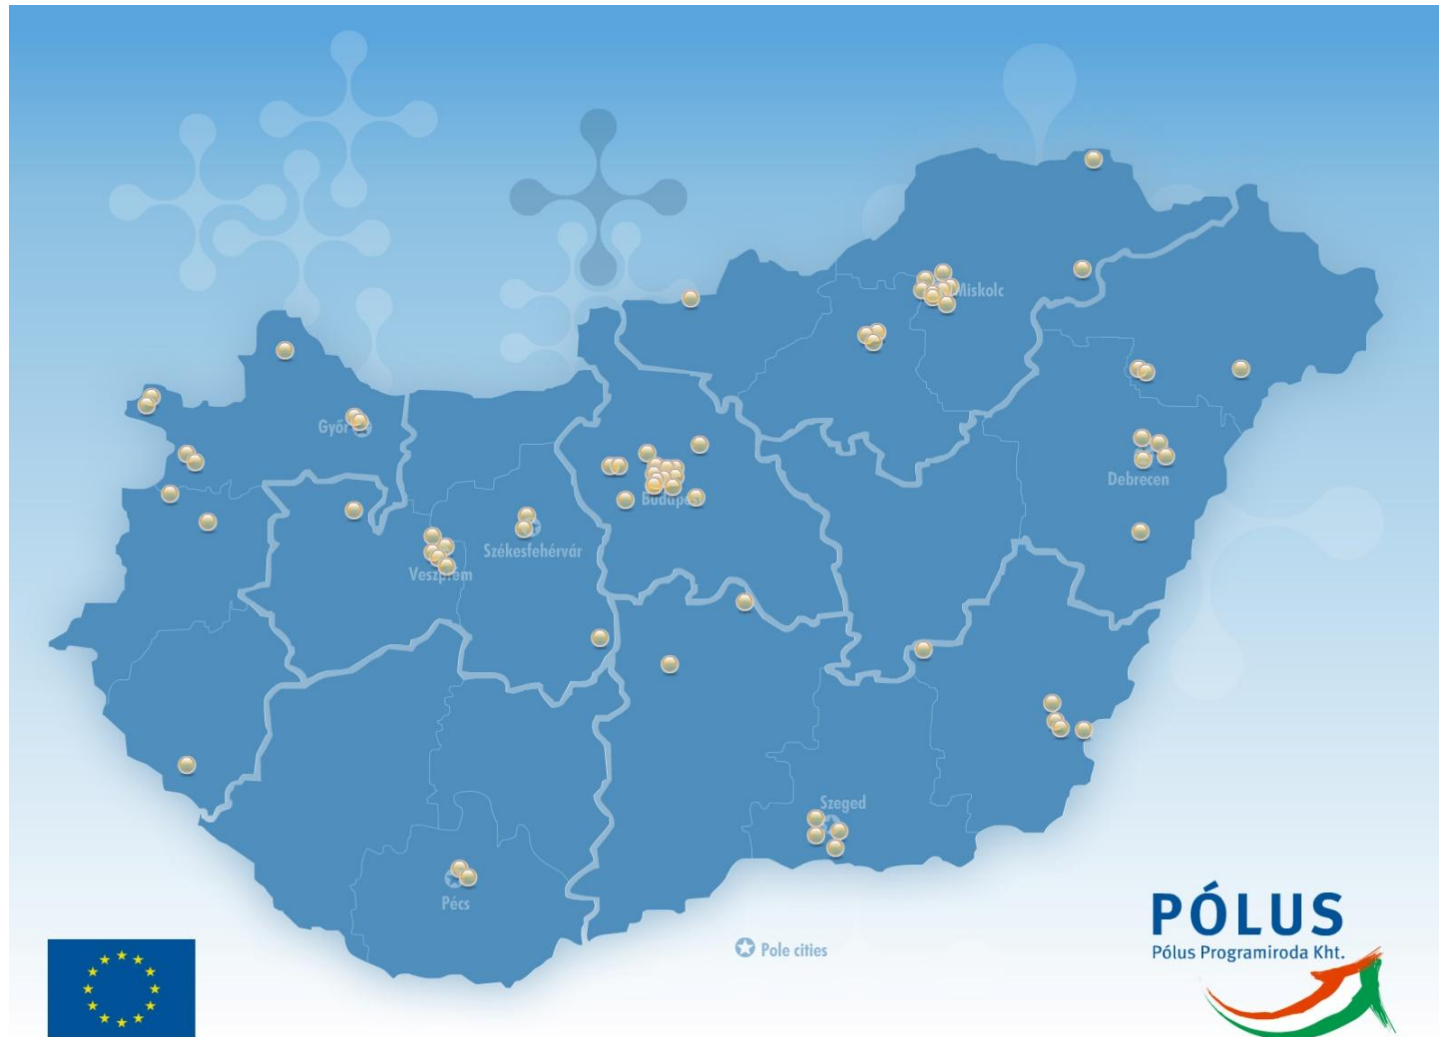 Miskolc
Győr
Budapest
Debrecen
Székesfehérvár
Veszprém
Szeged
Pécs
Pole cities
PÓLUS
Pólus Programiroda Kht.